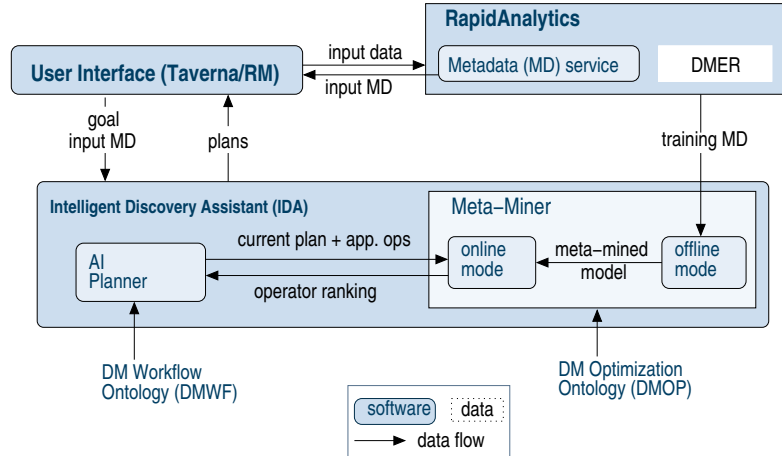 RapidAnalytics
User Interface (Taverna/RM)
input data
input MD
Metadata (MD) service
DMER
goal
input MD
plans
training MD
Intelligent Discovery Assistant (IDA)
Meta-Miner
AI
Planner
current plan + app. ops
operator ranking
online
mode
meta-mined
model
offline
mode
DM Workflow
Ontology (DMWF)
DM Optimization
Ontology (DMOP)
software
data
data flow